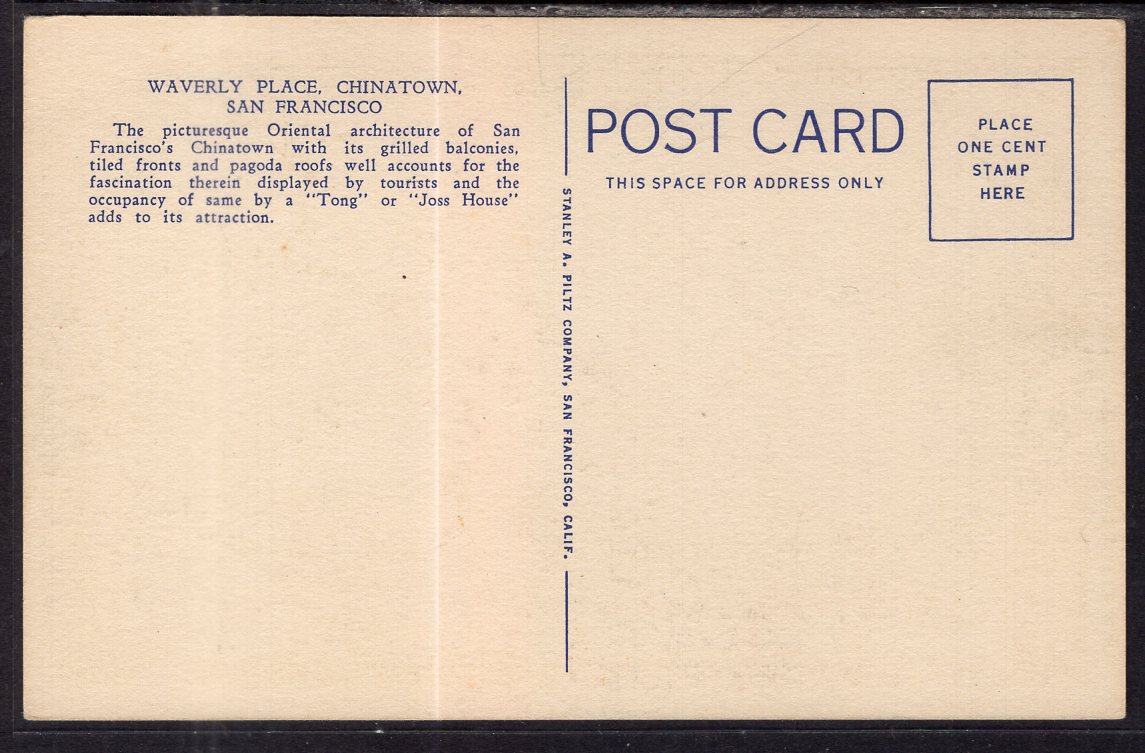 WAVERLY PLACE, CHINATOWN,
SAN FRANCISCO
The picturesque Oriental architecture of San
Francisco's Chinatown with its grilled balconies,
tiled fronts and pagoda roofs well accounts for the
fascination therein displayed by tourists and the
occupancy of same by a "Tong" or "Joss House"
adds to its attraction.
STANLEY A. PILTZ COMPANY, SAN FRANCISCO, CALIF.
POST CARD
THIS SPACE FOR ADDRESS ONLY
PLACE
ONE CENT
STAMP
HERE